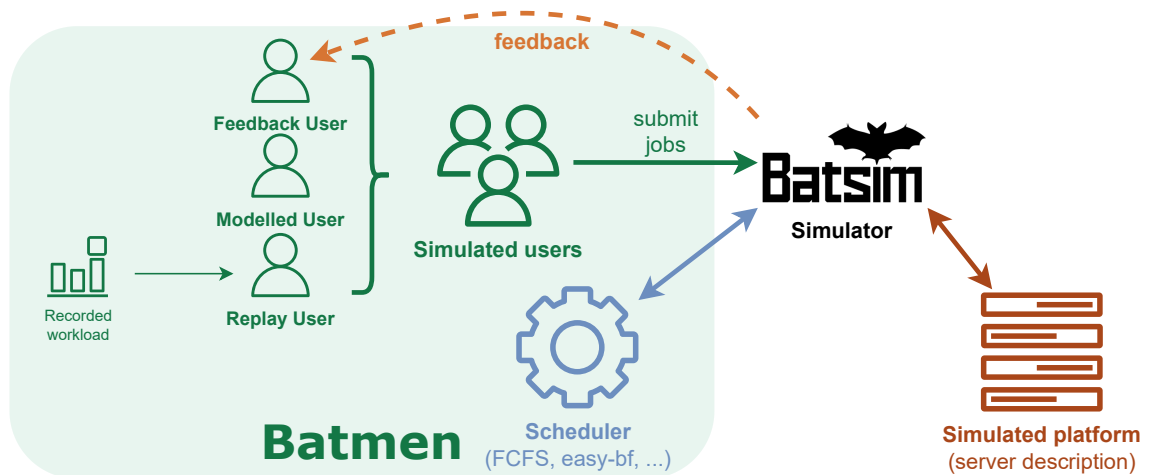 feedback
Feedback User
Modelled User
Replay User
Recorded
workload
Simulated users
submit
jobs
Batsim
Simulator
Scheduler
(FCFS, easy-bf, ...)
Batmen
Simulated platform
(server description)